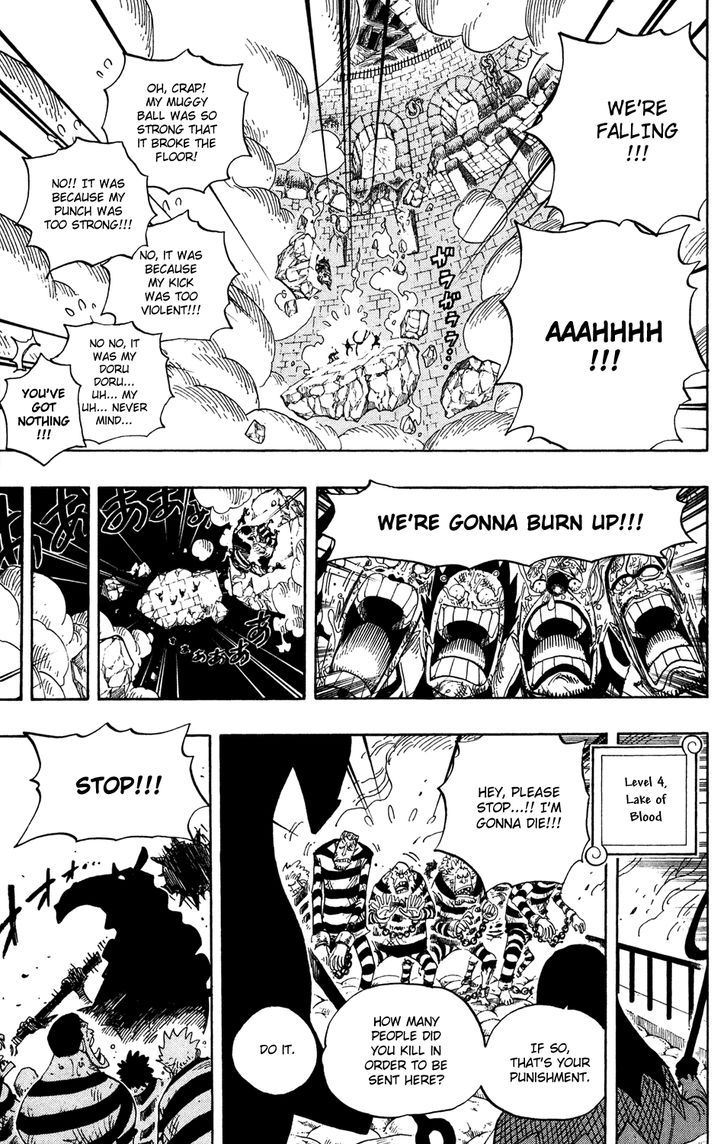 WE'RE
FALLING
!!!
AAAHHHH
!!!
OH, CRAP!
MY MUGGY
BALL WAS SO
STRONG THAT
IT BROKE THE
FLOOR!
NO!! IT WAS
BECAUSE MY
PUNCH WAS
TOO STRONG!!!
NO, IT WAS
BECAUSE
MY KICK
WAS TOO
VIOLENT!!!
NO NO, IT
WAS MY
DORU
DORU...
UH... MY
UH... NEVER
MIND...
YOU'VE
GOT
NOTHING
!!!
WE'RE GONNA BURN UP!!!
Level 4,
Lake of
Blood
HEY, PLEASE
STOP...!! I'M
GONNA DIE!!!
IF SO,
THAT'S YOUR
PUNISHMENT.
HOW MANY
PEOPLE DID
YOU KILL IN
ORDER TO BE
SENT HERE?
DO IT.
STOP!!!